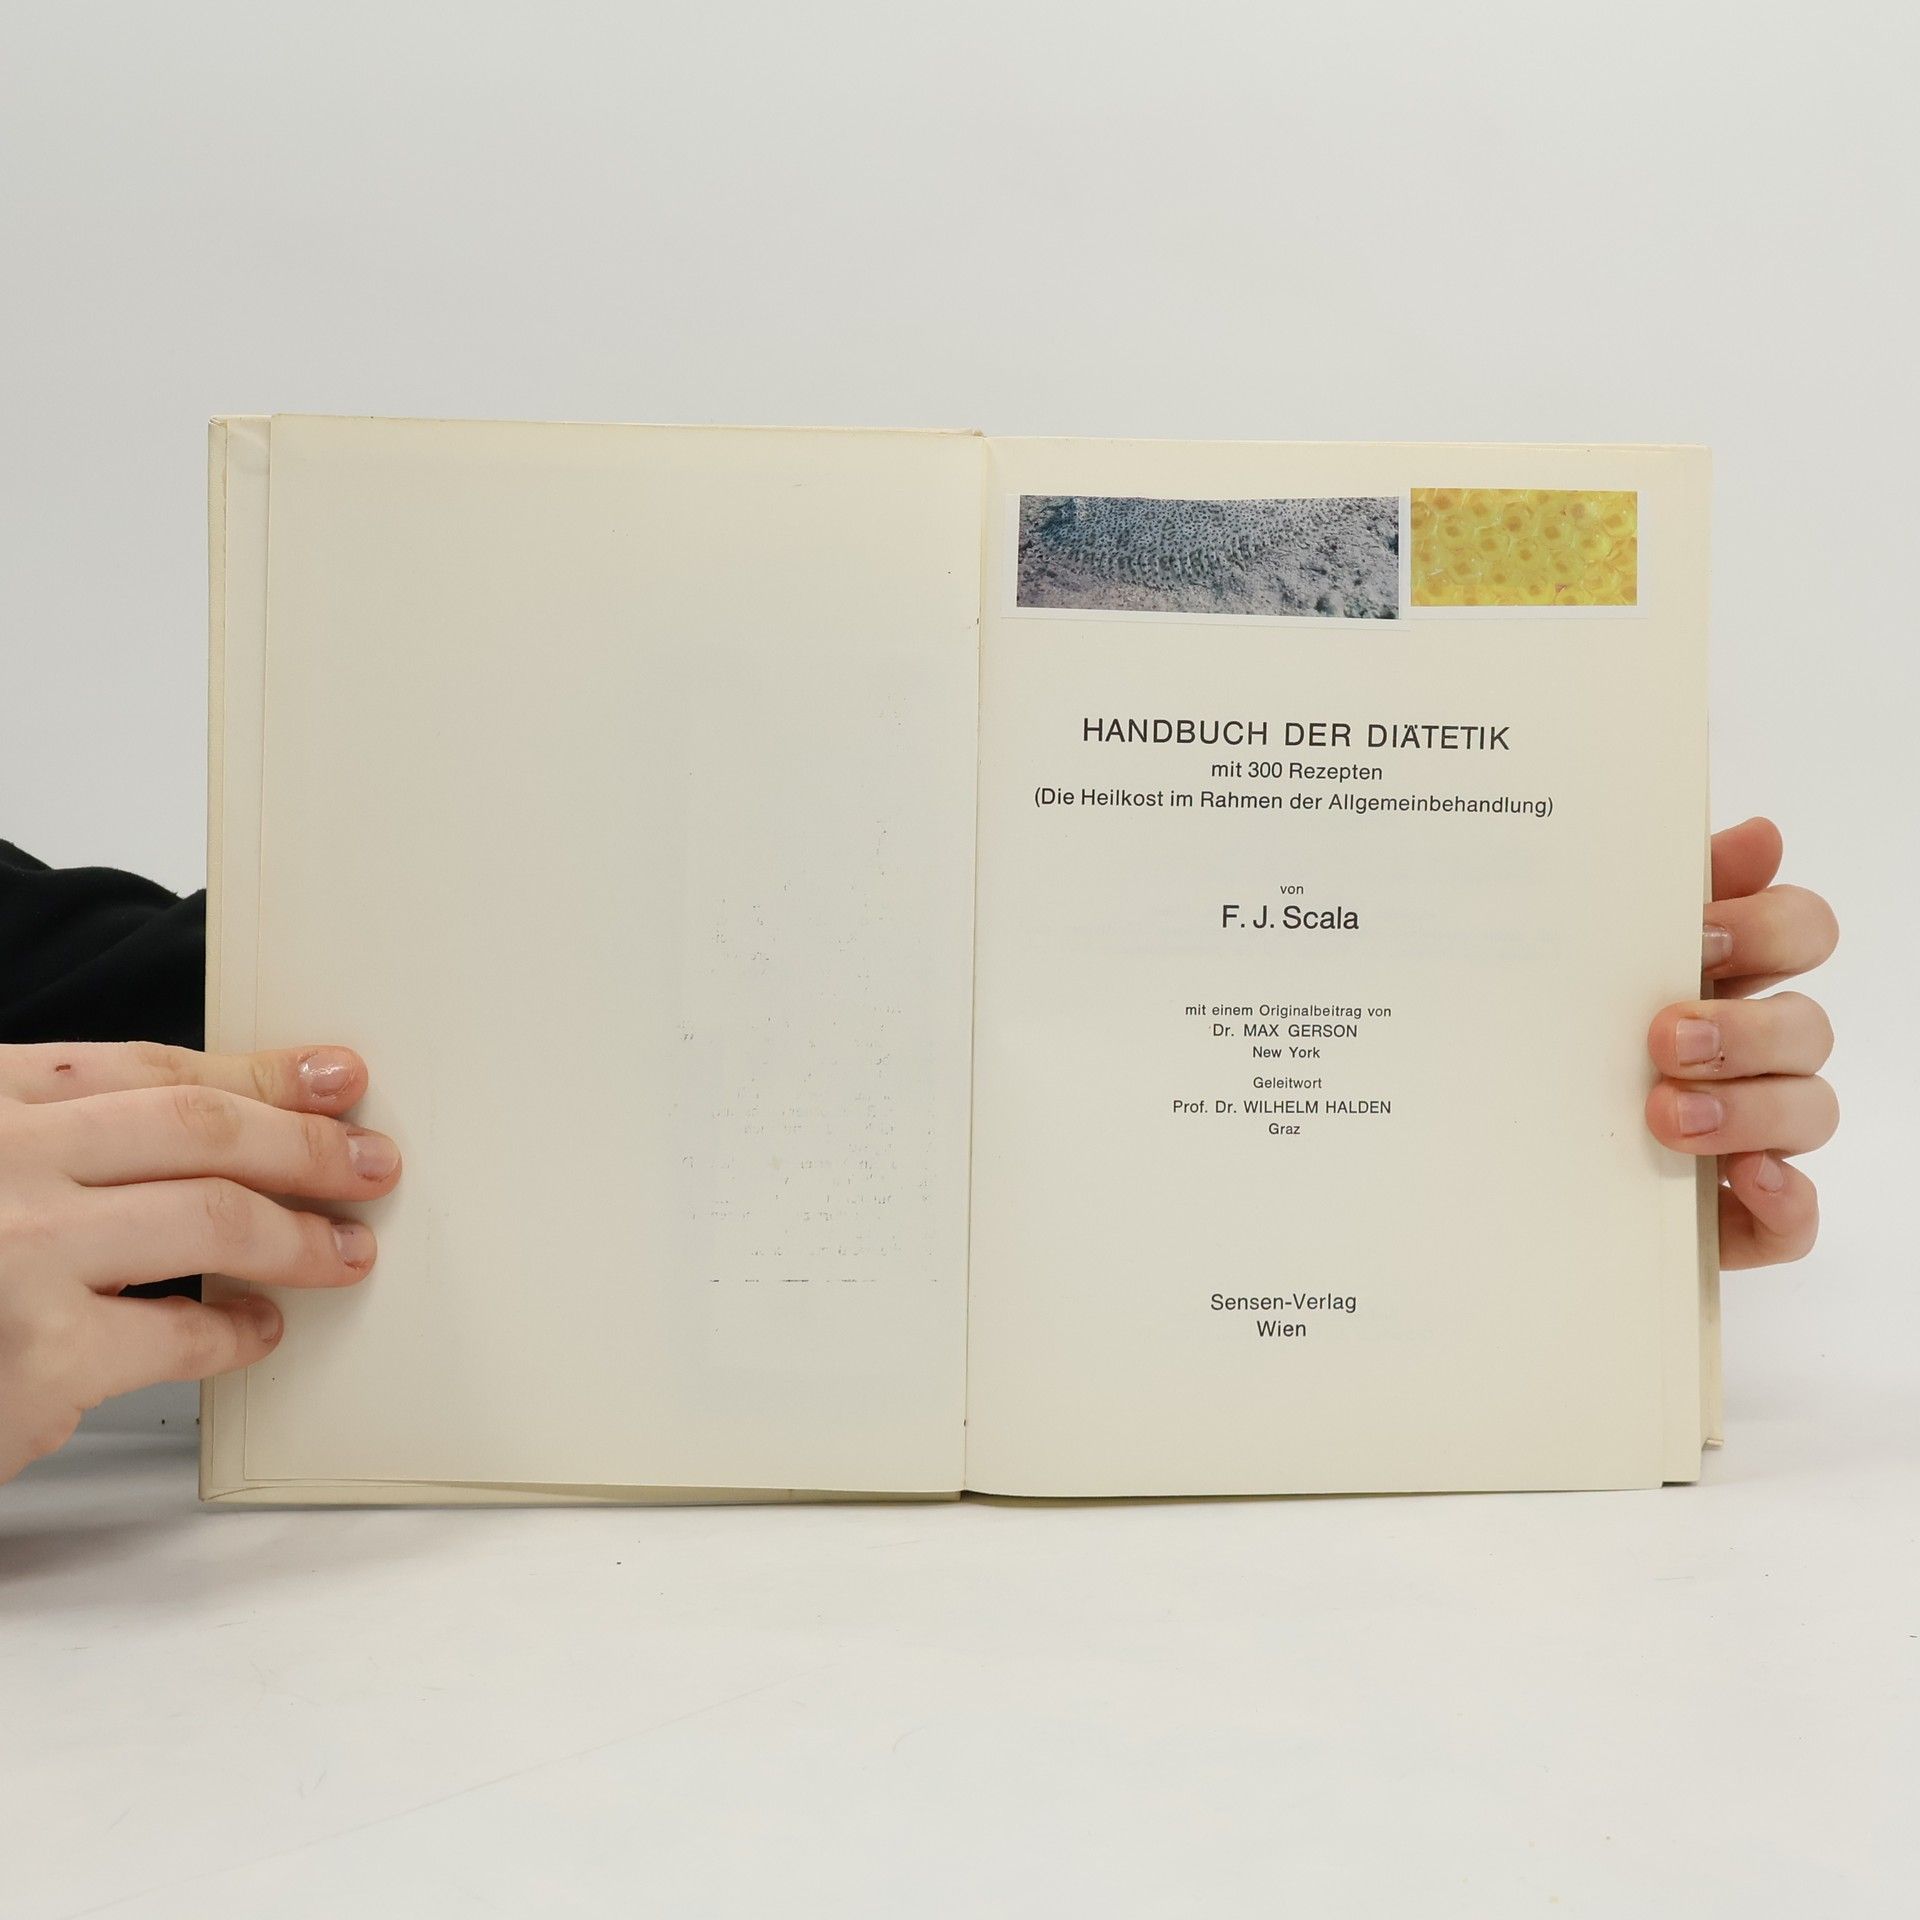 HANDBUCH DER DIÄTETIK
mit 300 Rezepten
(Die Heilkost im Rahmen der Allgemeinbehandlung)
von
F. J. Scala
mit einem Originalbeitrag von
Dr. MAX GERSON
New York
Geleitwort
Prof. Dr. WILHELM HALDEN
Graz
Sensen-Verlag
Wien